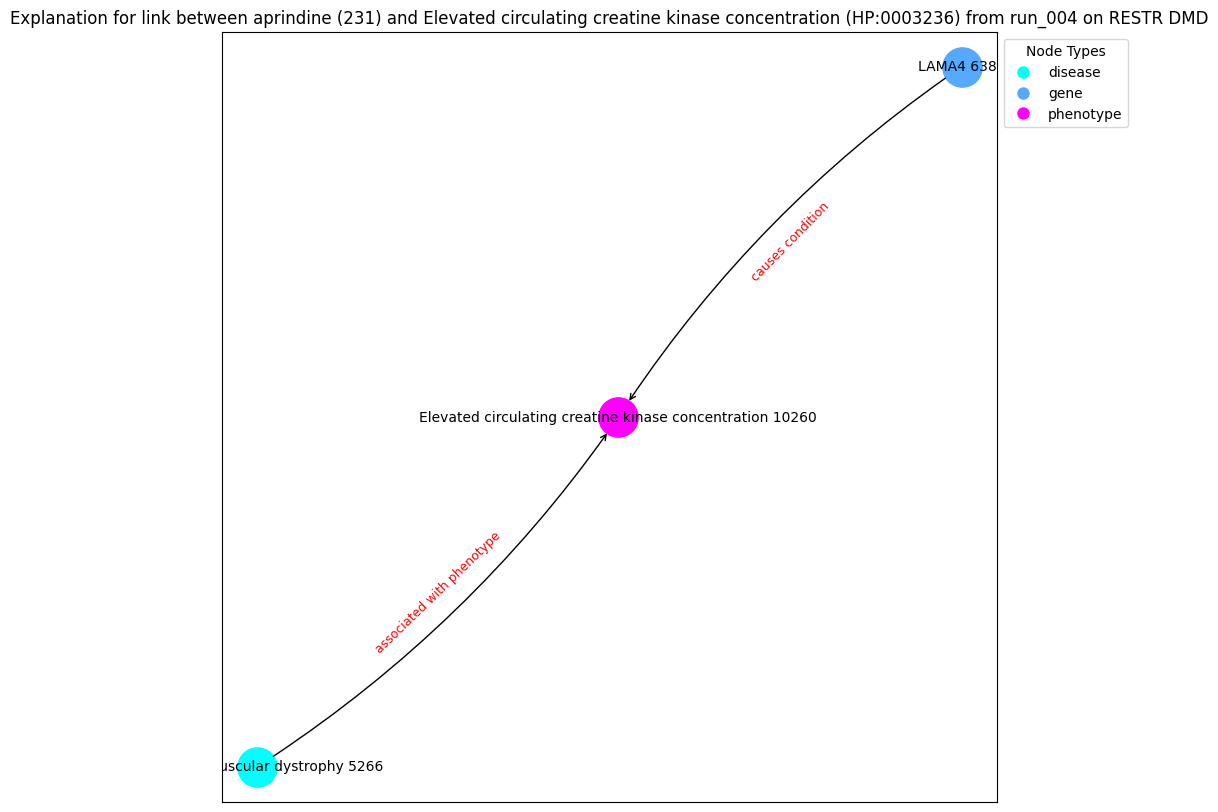 Explanation for link between aprindine (231) and Elevated circulating creatine kinase concentration (HP:0003236) from run_004 on RESTR DMD
Node Types
disease
gene
phenotype
LAMA4 638
causes condition
Elevated circulating creatine kinase concentration 10260
associated with phenotype
dystrophy 5266